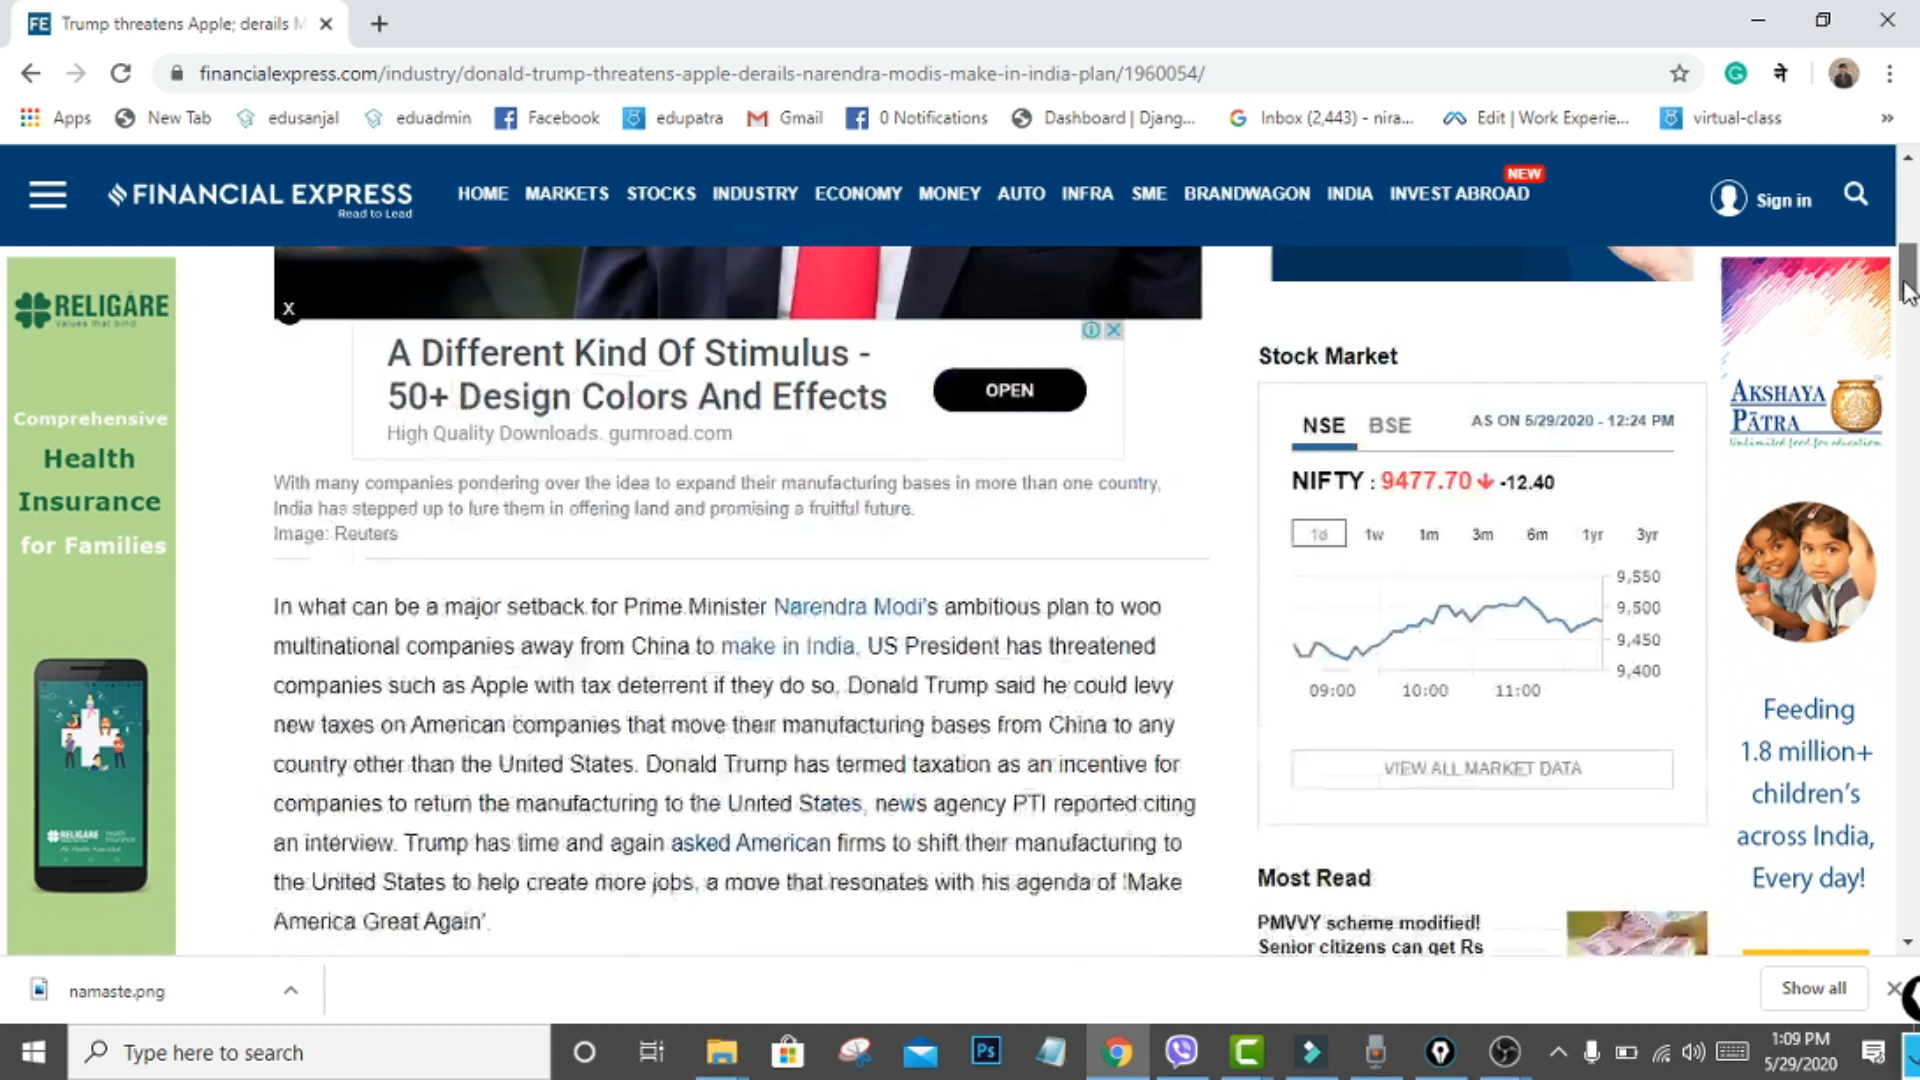 FE Trump threatens Apple; derails M
financialexpress.com/industry/donald-trump-threatens-apple-derails-narendra-modis-make-in-india-plan/1960054/
ने
Apps New Tab edusanjal eduadmin Facebook edupatra Gmail 0 Notifications Dashboard | Djang... Inbox (2,443) - nira... Edit | Work Experie... virtual-class »
FINANCIAL EXPRESS
Read to Lead
HOME MARKETS STOCKS INDUSTRY ECONOMY MONEY AUTO INFRA SME BRANDWAGON INDIA INVEST ABROAD
NEW
Sign in
RELIGARE
Values that bind
Comprehensive
Health
Insurance
for Families
RELIGARE
X
A Different Kind Of Stimulus -
50+ Design Colors And Effects
High Quality Downloads. gumroad.com
OPEN
With many companies pondering over the idea to expand their manufacturing bases in more than one country,
India has stepped up to lure them in offering land and promising a fruitful future.
Image: Reuters
In what can be a major setback for Prime Minister Narendra Modi's ambitious plan to woo
multinational companies away from China to make in India, US President has threatened
companies such as Apple with tax deterrent if they do so. Donald Trump said he could levy
new taxes on American companies that move their manufacturing bases from China to any
country other than the United States. Donald Trump has termed taxation as an incentive for
companies to return the manufacturing to the United States, news agency PTI reported citing
an interview. Trump has time and again asked American firms to shift their manufacturing to
the United States to help create more jobs, a move that resonates with his agenda of 'Make
America Great Again'.
Stock Market
NSE BSE AS ON 5/29/2020 - 12:24 PM
NIFTY : 9477.70 -12.40
1d 1w 1m 3m 6m 1yr 3yr
9,550
9,500
9,450
9,400
09:00 10:00 11:00
VIEW ALL MARKET DATA
Most Read
PMVVY scheme modified!
Senior citizens can get Rs
AKSHAYA
PĀTRA
TM
Unlimited food for education
Feeding
1.8 million+
children's
across India,
Every day!
namaste.png
Show all
Type here to search
Ps
1:09 PM
5/29/2020